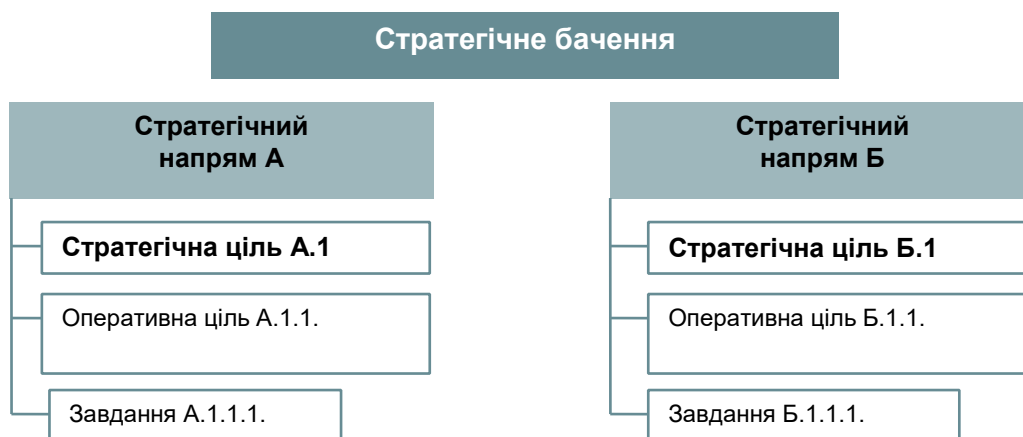 Стратегічне бачення
Стратегічний
напрям А
Стратегічна ціль А.1
Оперативна ціль А.1.1.
Завдання А.1.1.1.
Стратегічний
напрям Б
Стратегічна ціль Б.1
Оперативна ціль Б.1.1.
Завдання Б.1.1.1.